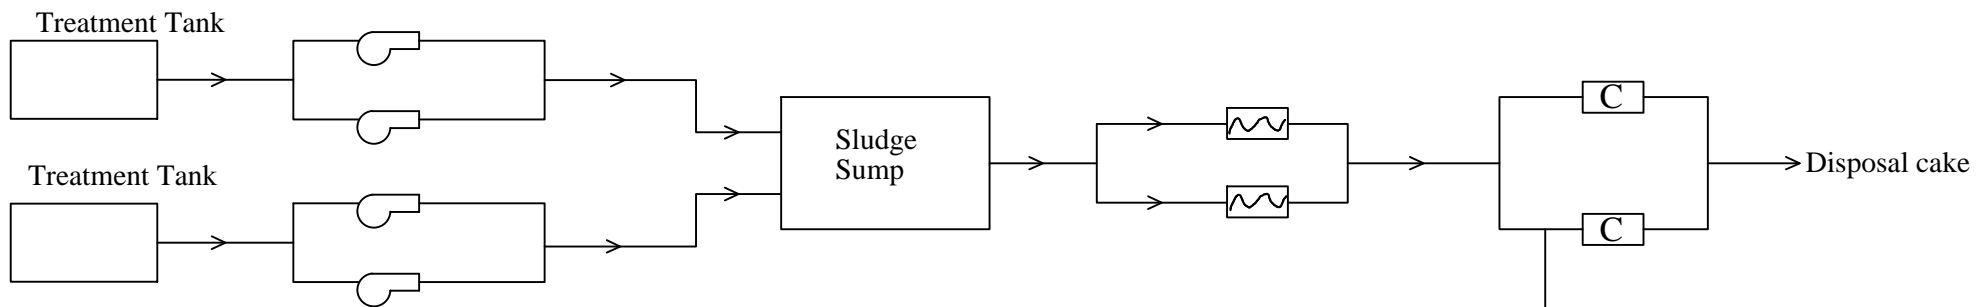 Treatment Tank
C
Sludge
Sump
Disposal cake
Treatment Tank
C